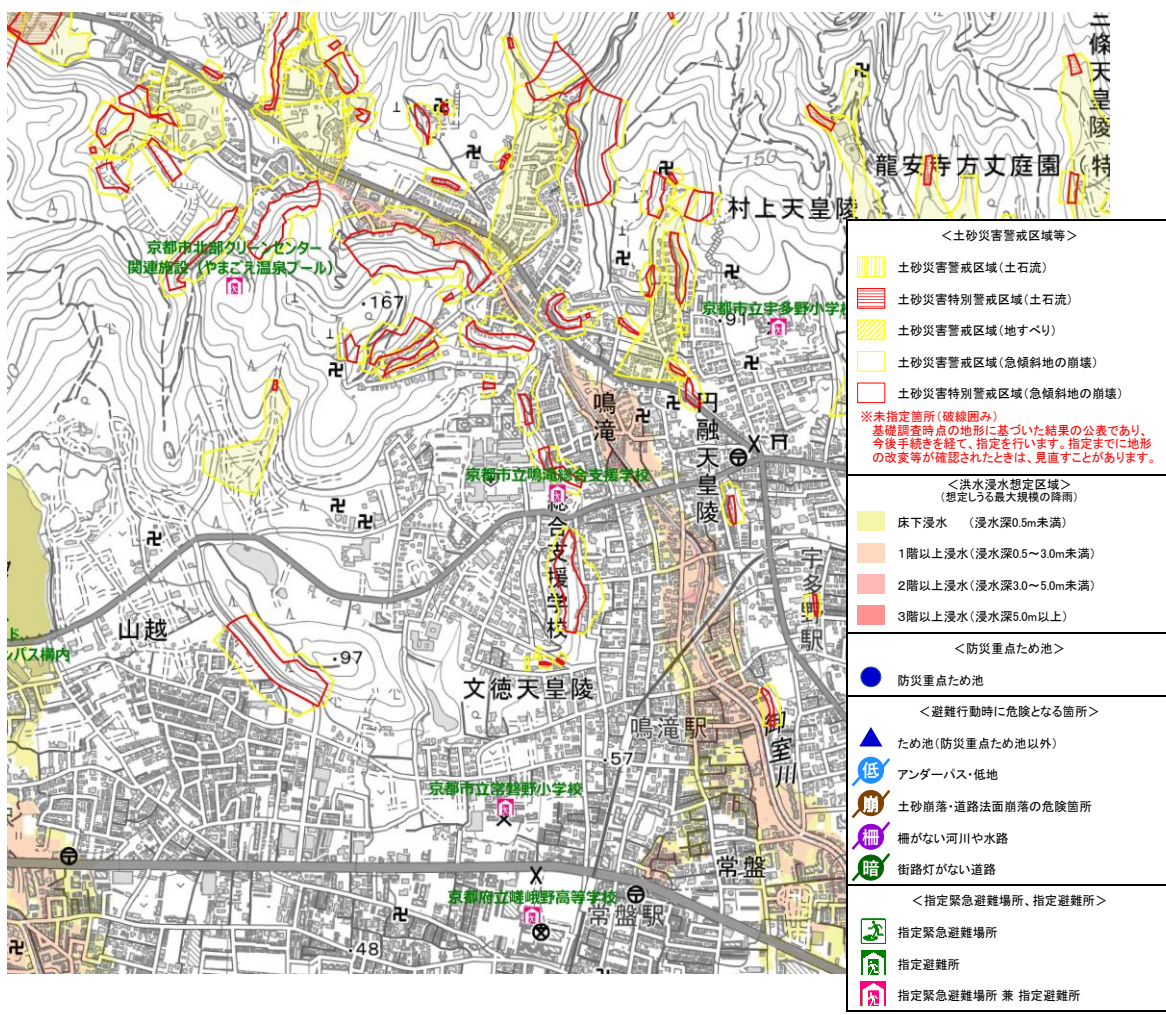 二條天皇陵
龍安寺方丈庭園（特
150
村上天皇陵
京都市北部クリーンセンター
関連施設（やまごえ温泉プール）
・167
京都市立宇多野小学校
・91
鳴滝
円融天皇陵
京都市立鳴滝総合支援学校
総合支援学校
宇多野駅
山越
ンパス構内
・97
文徳天皇陵
鳴滝駅
御室川
・57
京都市立常磐野小学校
常盤
京都府立嵯峨野高等学校
常盤駅
・48
＜土砂災害警戒区域等＞
土砂災害警戒区域（土石流）
土砂災害特別警戒区域（土石流）
土砂災害警戒区域（地すべり）
土砂災害警戒区域（急傾斜地の崩壊）
土砂災害特別警戒区域（急傾斜地の崩壊）
※未指定箇所（破線囲み）
基礎調査時点の地形に基づいた結果の公表であり、
今後手続きを経て、指定を行います。指定までに地形
の改変等が確認されたときは、見直すことがあります。
＜洪水浸水想定区域＞
（想定しうる最大規模の降雨）
床下浸水　（浸水深0.5m未満）
1階以上浸水（浸水深0.5～3.0m未満）
2階以上浸水（浸水深3.0～5.0m未満）
3階以上浸水（浸水深5.0m以上）
＜防災重点ため池＞
防災重点ため池
＜避難行動時に危険となる箇所＞
ため池（防災重点ため池以外）
低 アンダーパス・低地
崩 土砂崩落・道路法面崩落の危険箇所
柵 柵がない河川や水路
暗 街路灯がない道路
＜指定緊急避難場所、指定避難所＞
指定緊急避難場所
指定避難所
指定緊急避難場所 兼 指定避難所